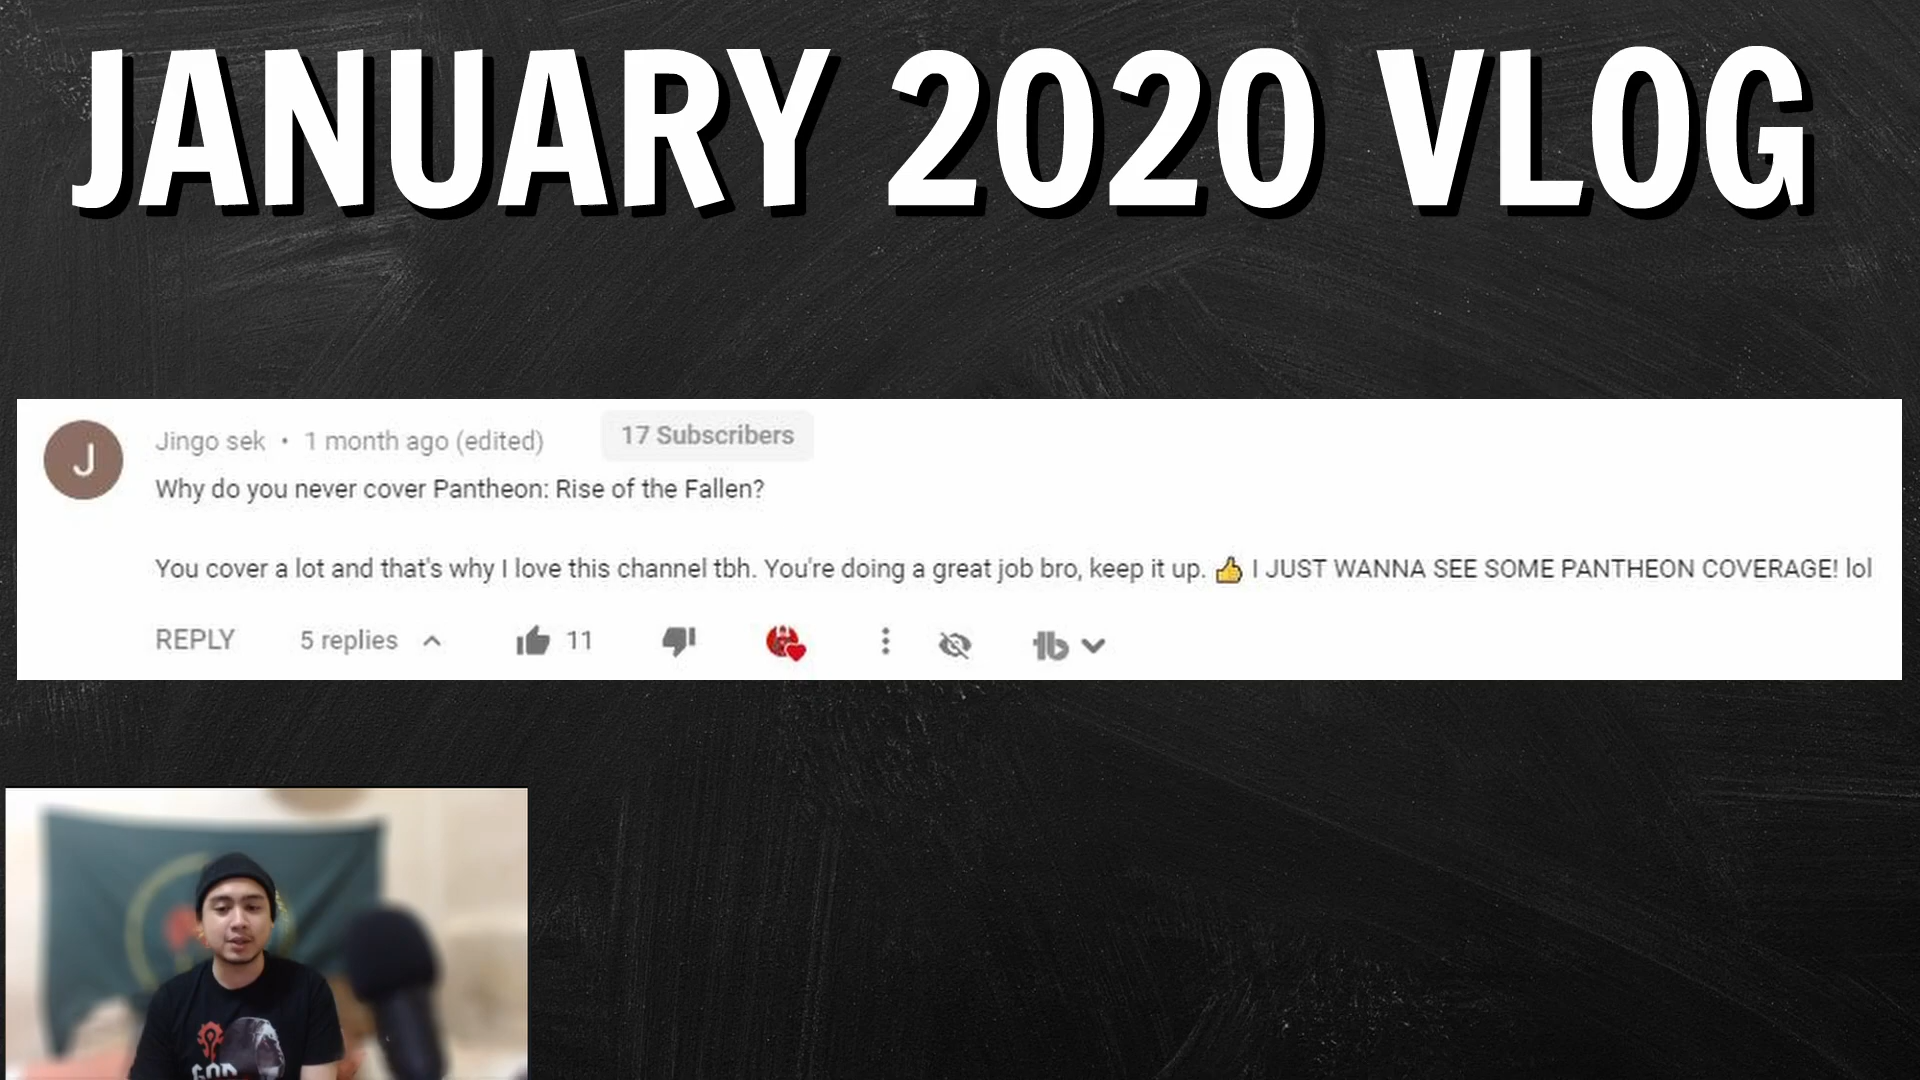 JANUARY 2020 VLOG
J
Jingo sek • 1 month ago (edited) 17 Subscribers
Why do you never cover Pantheon: Rise of the Fallen?
You cover a lot and that's why I love this channel tbh. You're doing a great job bro, keep it up. 👍 I JUST WANNA SEE SOME PANTHEON COVERAGE! lol
REPLY 5 replies 11